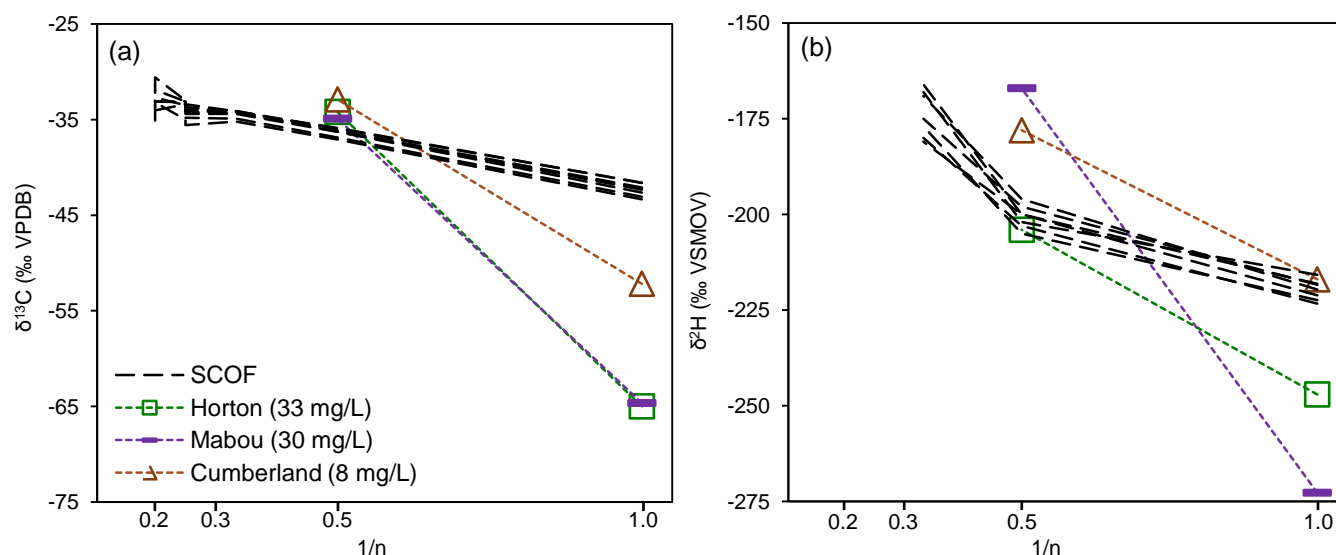 (a)
δ¹³C (‰ VPDB)
-25
-35
-45
-55
-65
-75
SCOF
Horton (33 mg/L)
Mabou (30 mg/L)
Cumberland (8 mg/L)
0.2 0.3 0.5 1.0
1/n
(b)
δ²H (‰ VSMOV)
-150
-175
-200
-225
-250
-275
0.2 0.3 0.5 1.0
1/n